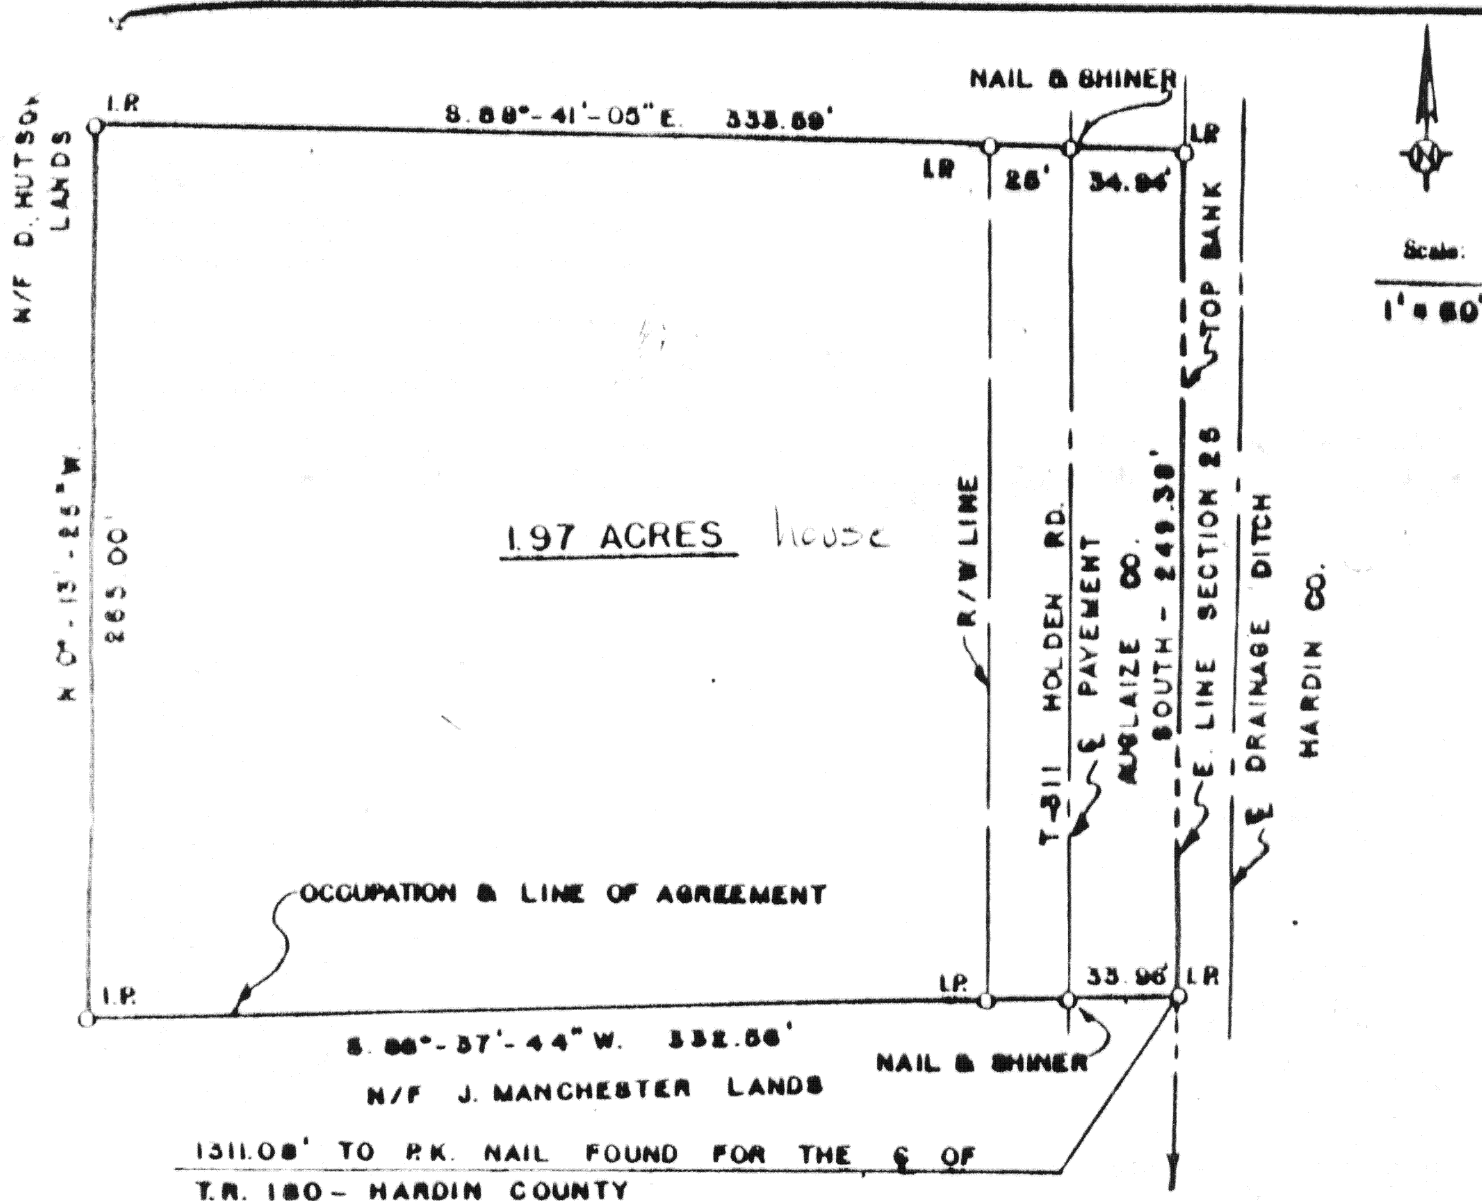 NAIL & SHINER
I.P.
S.88°-41'-05"E. 333.59'
I.P.
I.P.
25'
34.94'
N/F D. HUTSON
LANDS
TOP BANK
Scale:
1" = 60'
N 0°-13'-25"W.
265.00'
1.97 ACRES house
R/W LINE
T-511 HOLDEN RD.
℄ PAVEMENT
AUGLAIZE CO.
SOUTH - 249.38'
E. LINE SECTION 25
℄ DRAINAGE DITCH
HARDIN CO.
OCCUPATION & LINE OF AGREEMENT
I.P.
I.P.
33.96'
I.P.
S. 88°-37'-44" W. 332.56'
NAIL & SHINER
N/F J. MANCHESTER LANDS
1311.08' TO P.K. NAIL FOUND FOR THE ℄ OF
T.R. 180 - HARDIN COUNTY